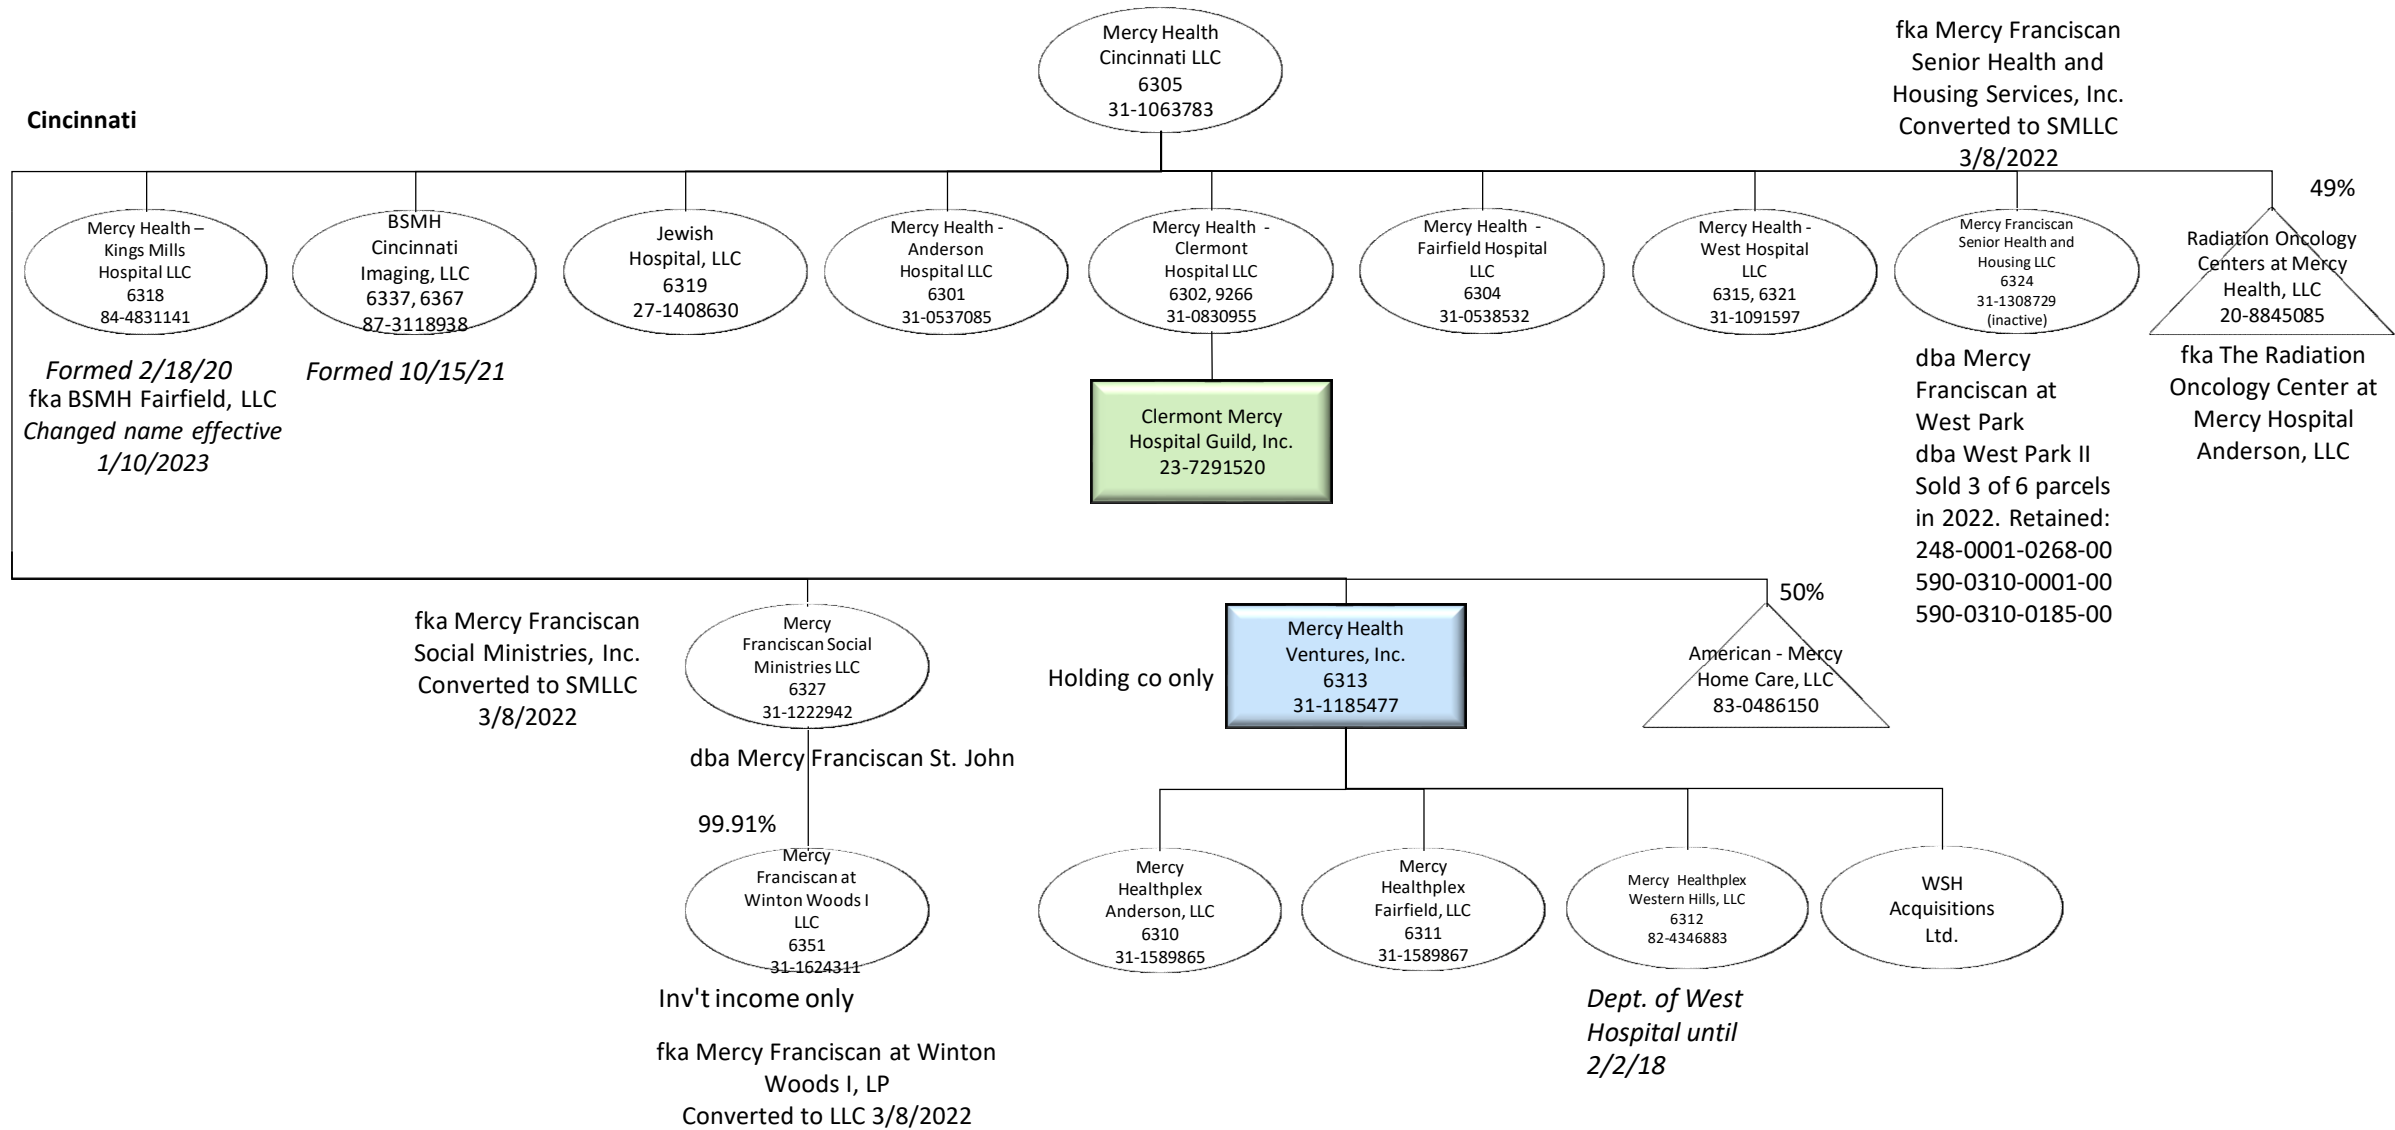 Mercy Health
Cincinnati LLC
6305
31-1063783
fka Mercy Franciscan
Senior Health and
Housing Services, Inc.
Converted to SMLLC
3/8/2022
Cincinnati
49%
Mercy Health –
Kings Mills
Hospital LLC
6318
84-4831141
BSMH
Cincinnati
Imaging, LLC
6337, 6367
87-3118938
Jewish
Hospital, LLC
6319
27-1408630
Mercy Health -
Anderson
Hospital LLC
6301
31-0537085
Mercy Health -
Clermont
Hospital LLC
6302, 9266
31-0830955
Mercy Health -
Fairfield Hospital
LLC
6304
31-0538532
Mercy Health -
West Hospital
LLC
6315, 6321
31-1091597
Mercy Franciscan
Senior Health and
Housing LLC
6324
31-1308729
(inactive)
Radiation Oncology
Centers at Mercy
Health, LLC
20-8845085
Formed 2/18/20
fka BSMH Fairfield, LLC
Changed name effective
1/10/2023
Formed 10/15/21
Clermont Mercy
Hospital Guild, Inc.
23-7291520
dba Mercy
Franciscan at
West Park
dba West Park II
Sold 3 of 6 parcels
in 2022. Retained:
248-0001-0268-00
590-0310-0001-00
590-0310-0185-00
fka The Radiation
Oncology Center at
Mercy Hospital
Anderson, LLC
fka Mercy Franciscan
Social Ministries, Inc.
Converted to SMLLC
3/8/2022
Mercy
Franciscan Social
Ministries LLC
6327
31-1222942
Holding co only
Mercy Health
Ventures, Inc.
6313
31-1185477
50%
American - Mercy
Home Care, LLC
83-0486150
dba Mercy Franciscan St. John
99.91%
Mercy
Franciscan at
Winton Woods I
LLC
6351
31-1624311
Mercy
Healthplex
Anderson, LLC
6310
31-1589865
Mercy
Healthplex
Fairfield, LLC
6311
31-1589867
Mercy Healthplex
Western Hills, LLC
6312
82-4346883
WSH
Acquisitions
Ltd.
Inv't income only
fka Mercy Franciscan at Winton
Woods I, LP
Converted to LLC 3/8/2022
Dept. of West
Hospital until
2/2/18